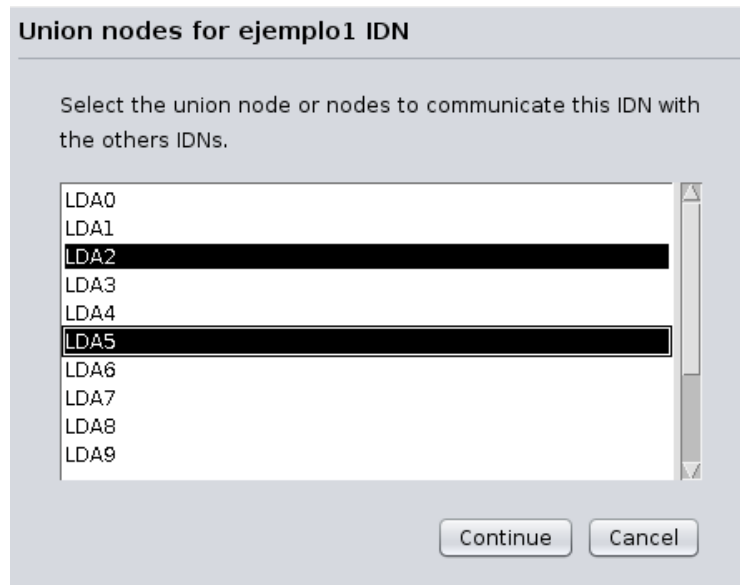 Union nodes for ejemplo1 IDN
Select the union node or nodes to communicate this IDN with
the others IDNs.
LDA0
LDA1
LDA2
LDA3
LDA4
LDA5
LDA6
LDA7
LDA8
LDA9
Continue Cancel